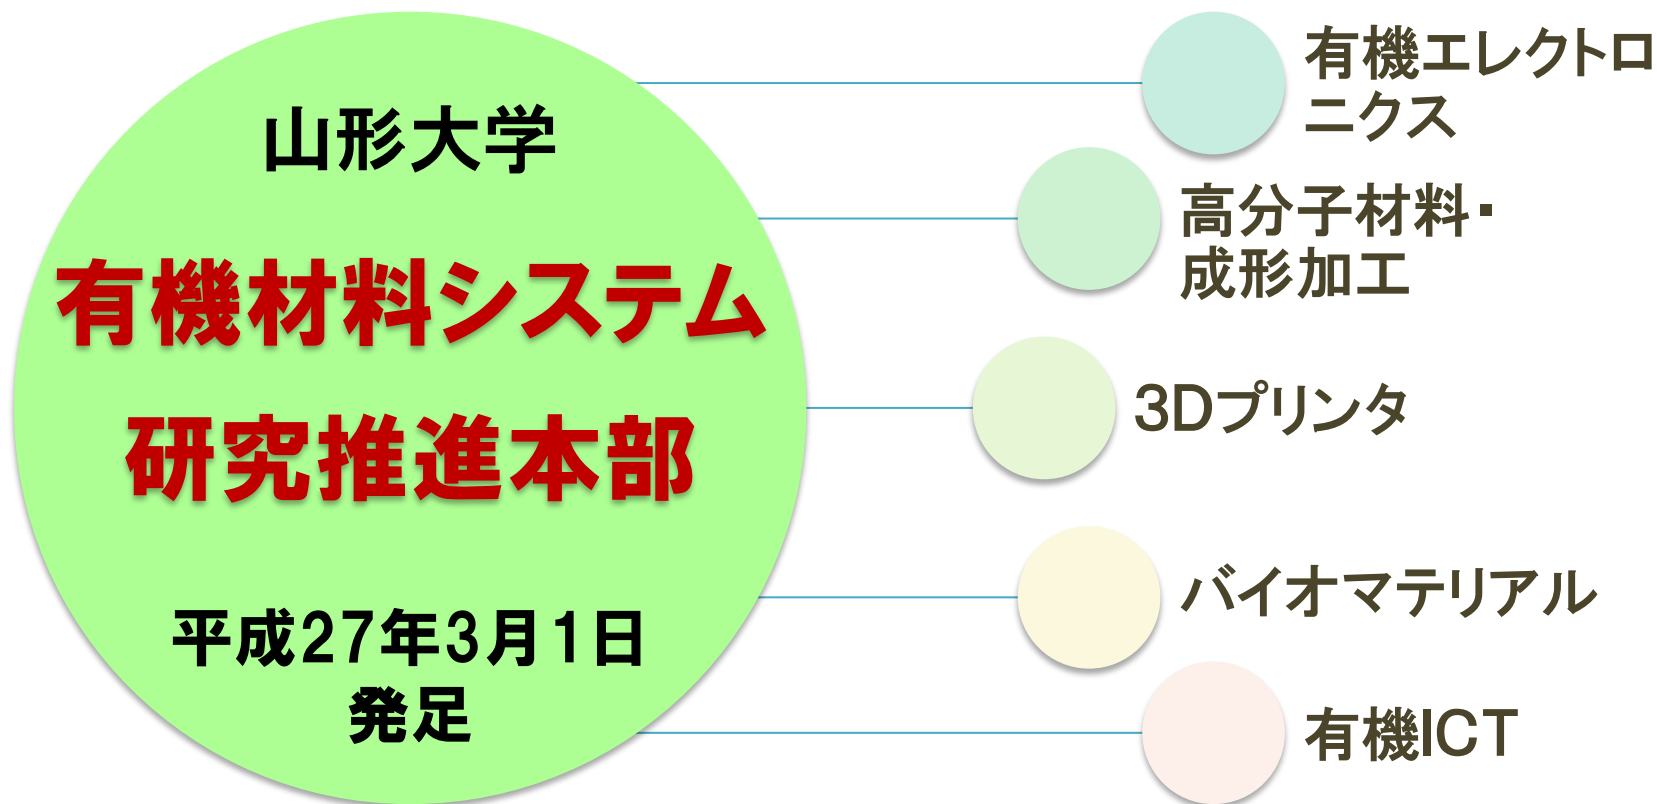 山形大学
有機材料システム
研究推進本部
平成27年3月1日
発足
有機エレクトロ
ニクス
高分子材料・
成形加工
3Dプリンタ
バイオマテリアル
有機ICT